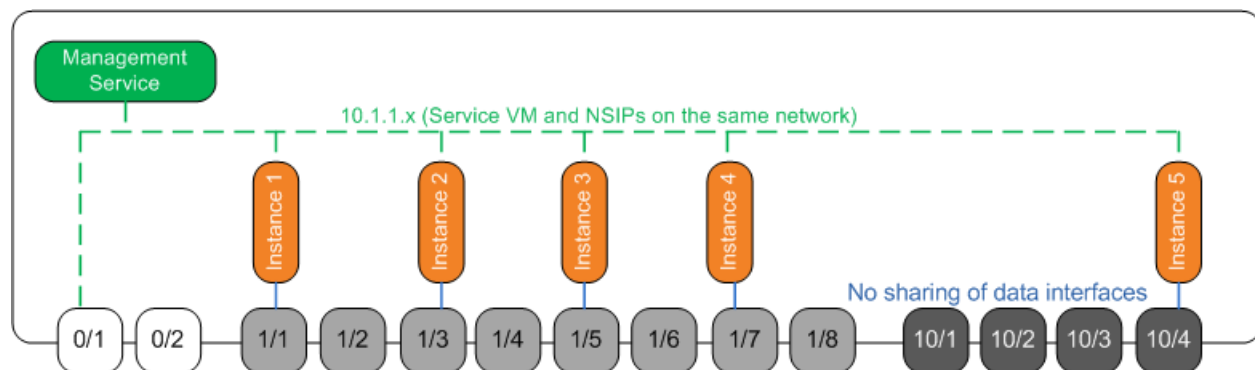 Management
Service
10.1.1.x (Service VM and NSIPs on the same network)
Instance 1
Instance 2
Instance 3
Instance 4
Instance 5
No sharing of data interfaces
0/1
0/2
1/1
1/2
1/3
1/4
1/5
1/6
1/7
1/8
10/1
10/2
10/3
10/4